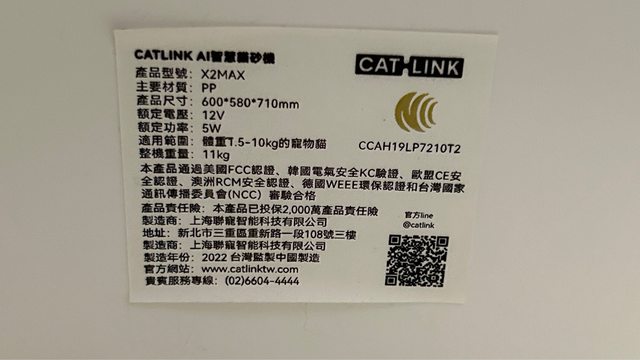 CATLINK AI智慧貓砂機
CAT-LINK
產品型號: X2MAX
主要材質: PP
產品尺寸: 600*580*710mm
額定電壓: 12V
額定功率: 5W
適用範圍: 體重1.5-10kg的寵物貓
整機重量: 11kg
CCAH19LP7210T2
本產品通過美國FCC認證、韓國電氣安全KC驗證、歐盟CE安
全認證、澳洲RCM安全認證、德國WEEE環保認證和台灣國家
通訊傳播委員會(NCC) 審驗合格
產品責任險: 本產品已投保2,000萬產品責任險
製造商: 上海聯寵智能科技有限公司
地址: 新北市三重區重新路一段108號三樓
製造商: 上海聯寵智能科技有限公司
製造年份: 2022 台灣監製中國製造
官方網站: www.catlinktw.com
貴賓服務專線: (02)6604-4444
官方line
@catlink